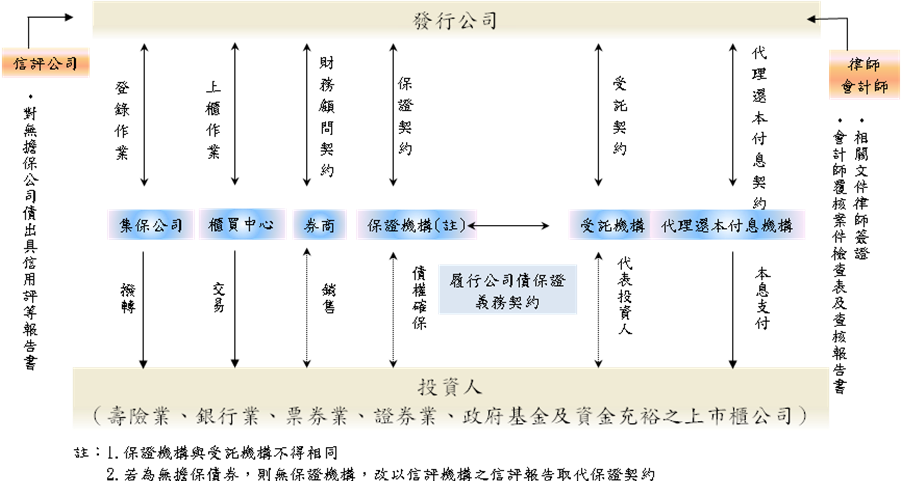 發行公司
信評公司
・對無擔保公司債出具信用評等報告書
律師
會計師
・相關文件律師簽證
・會計師覆核案件檢查表及查核報告書
登錄作業
上櫃作業
財務顧問契約
保證契約
受託契約
代理還本付息契約
集保公司
櫃買中心
券商
保證機構(註)
受託機構
代理還本付息機構
撥轉
交易
銷售
債權確保
履行公司債保證
義務契約
代表投資人
本息支付
投資人
(壽險業、銀行業、票券業、證券業、政府基金及資金充裕之上市櫃公司)
註：1.保證機構與受託機構不得相同
2.若為無擔保債券，則無保證機構，改以信評機構之信評報告取代保證契約